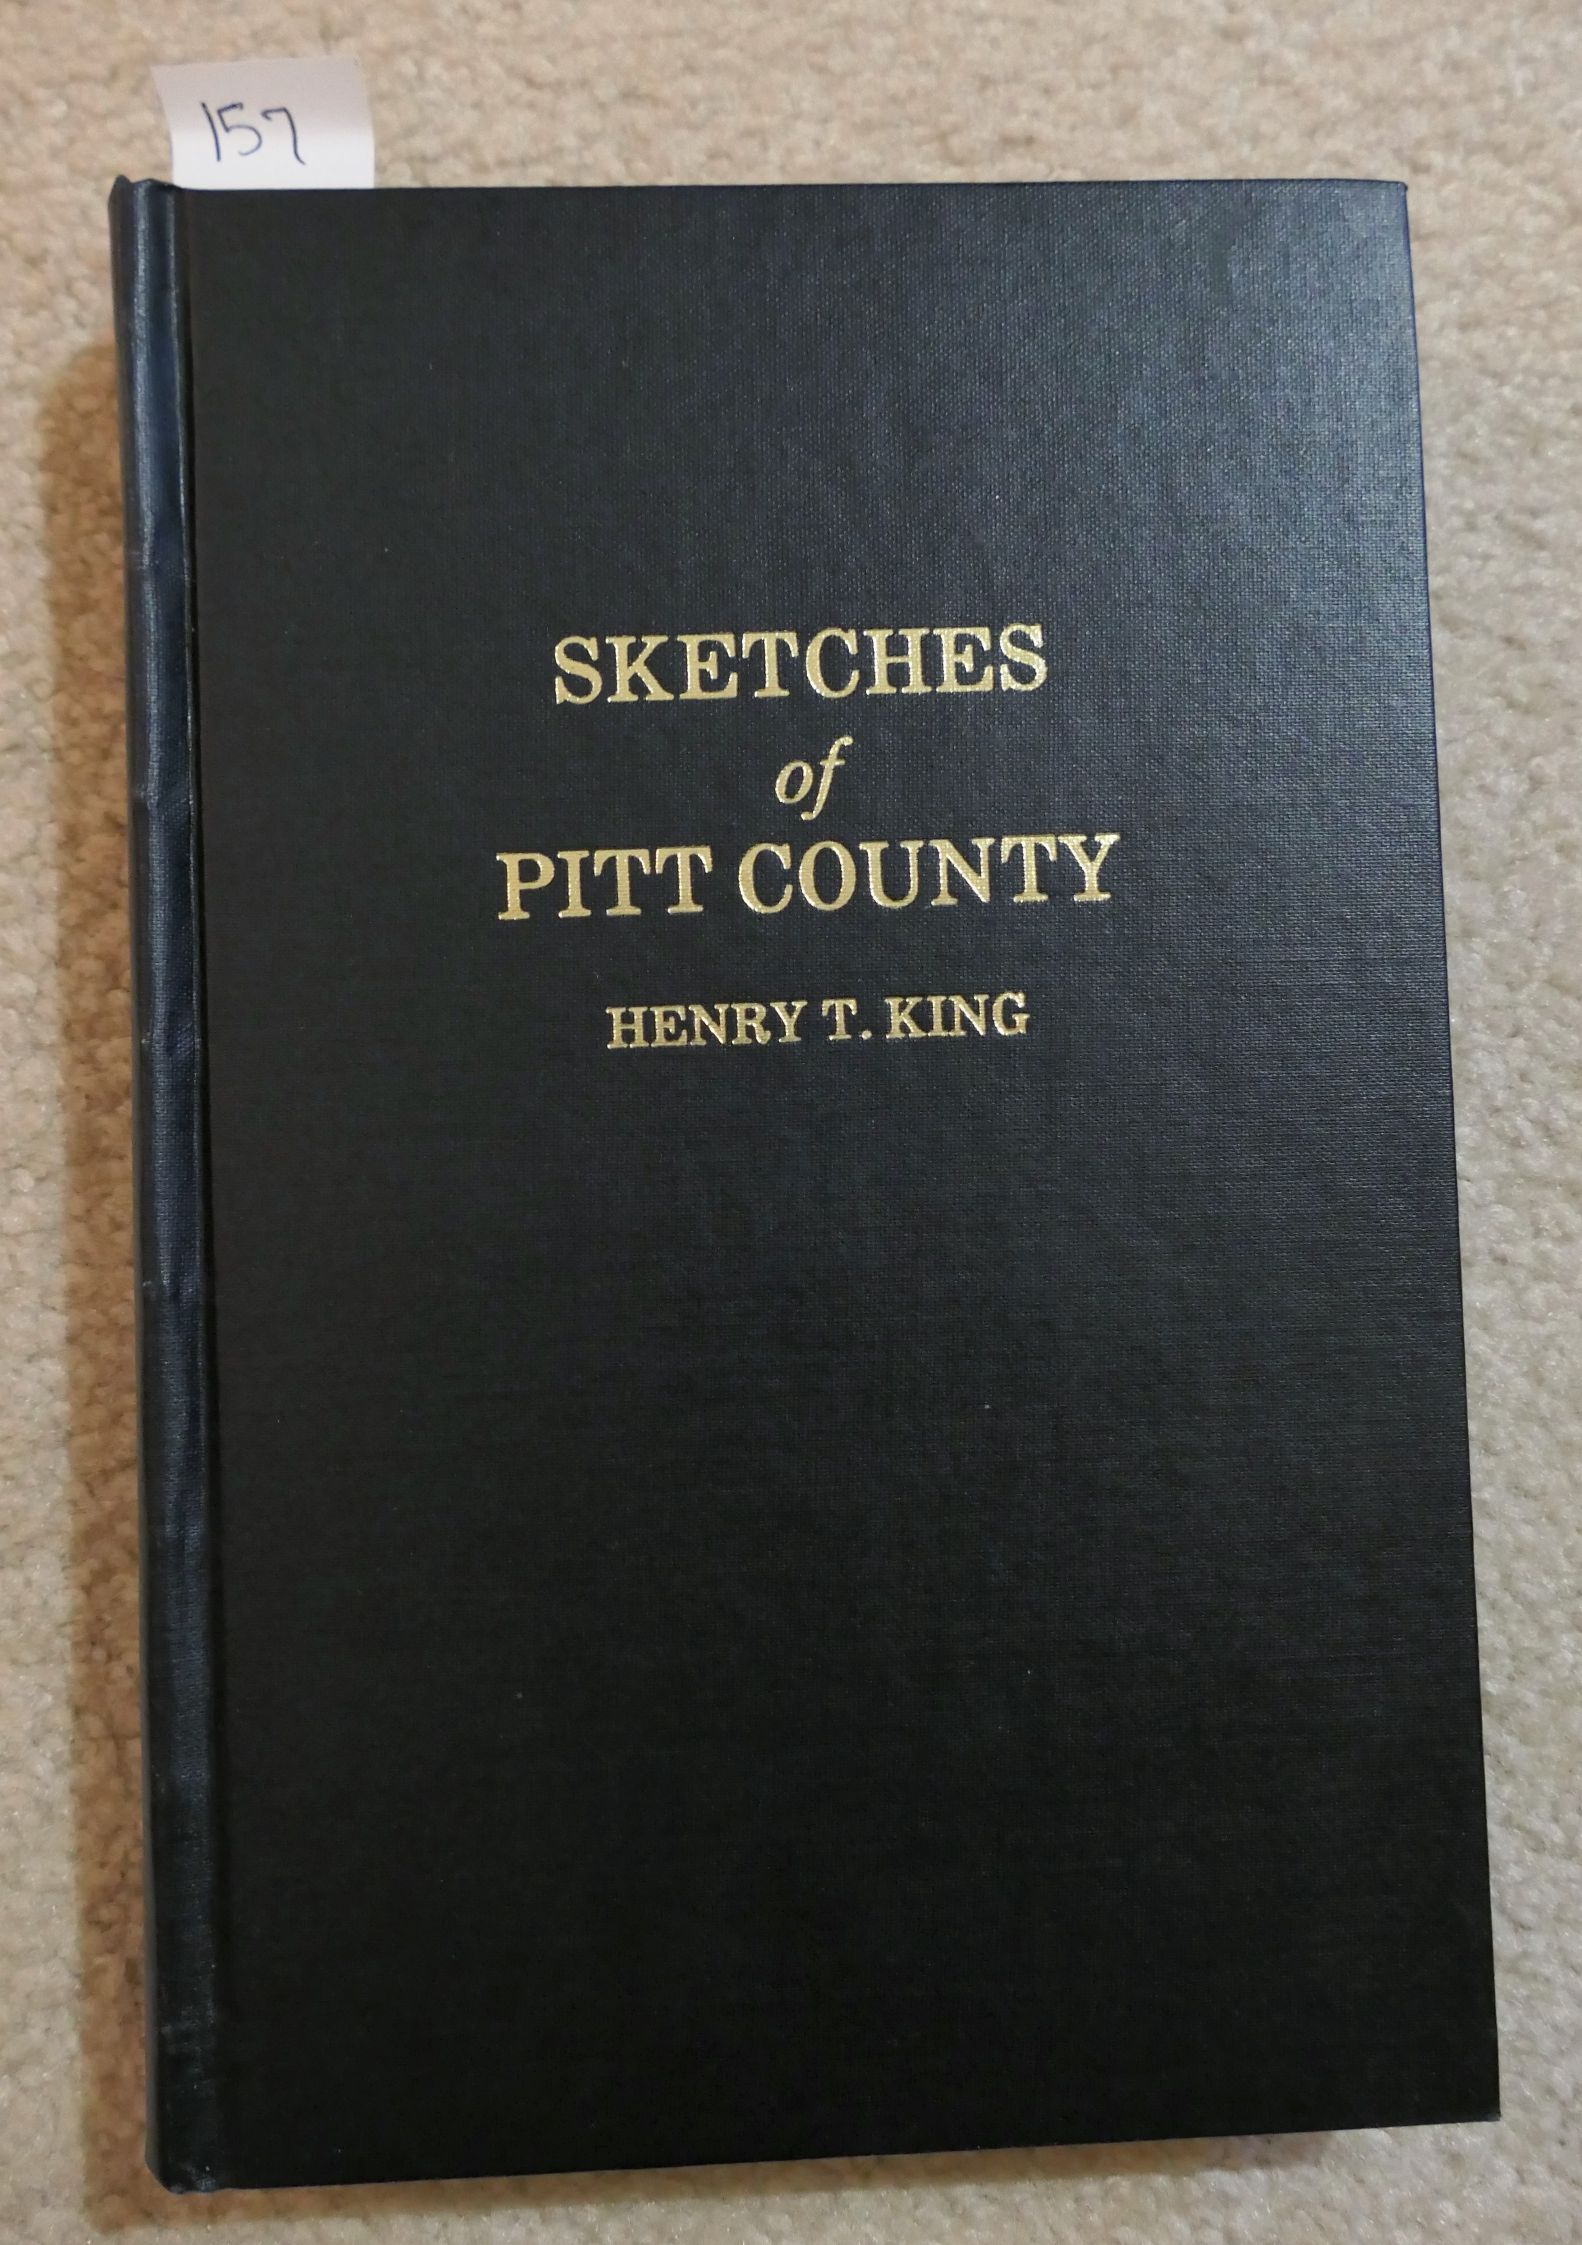 157
SKETCHES
of
PITT COUNTY
HENRY T. KING